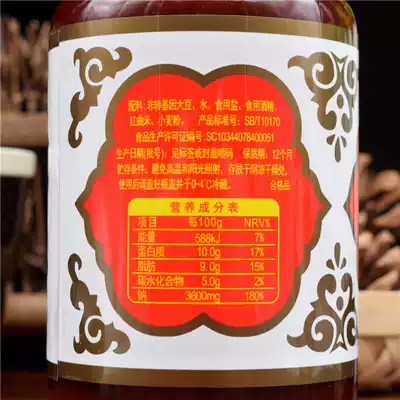 配料: 非转基因大豆、水、食用盐、食用酒精、
红曲米、小麦粉。 产品标准号: SB/T10170
食品生产许可证编号: SC10344078400051
生产日期(批号): 见标签或封盖喷码 保质期: 12个月
贮存条件: 避免高温和阳光照射, 存放于阴凉干燥处,
使用后请盖好瓶盖并于0-4℃冷藏。 合格品
营养成分表
项目 每100g NRV%
能量 588kJ 7%
蛋白质 10.0g 17%
脂肪 9.0g 15%
碳水化合物 5.0g 2%
钠 3600mg 180%